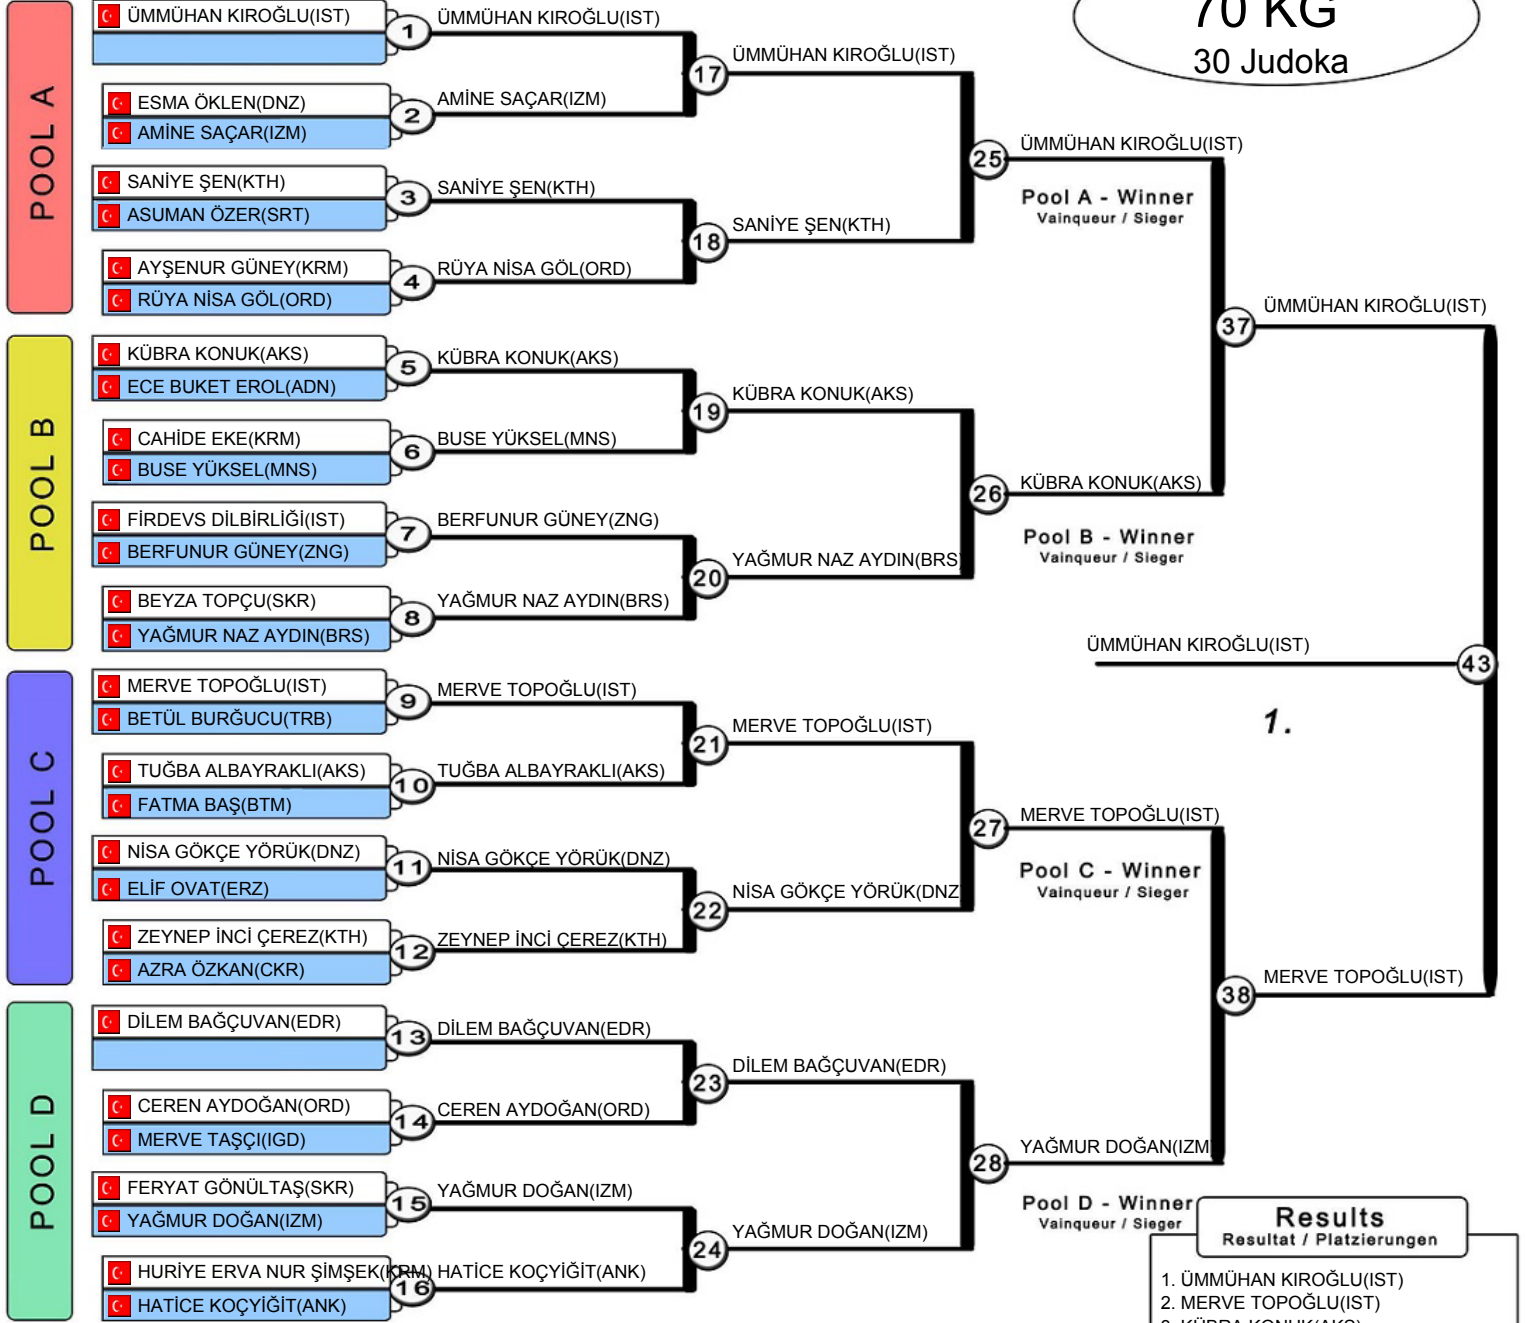 70 KG
30 Judoka
POOL A
ÜMMÜHAN KIROĞLU(IST)
1
ESMA ÖKLEN(DNZ)
AMİNE SAÇAR(IZM)
2
SANİYE ŞEN(KTH)
ASUMAN ÖZER(SRT)
3
AYŞENUR GÜNEY(KRM)
RÜYA NİSA GÖL(ORD)
4
POOL B
KÜBRA KONUK(AKS)
ECE BUKET EROL(ADN)
5
CAHİDE EKE(KRM)
BUSE YÜKSEL(MNS)
6
FİRDEVS DİLBİRLİĞİ(IST)
BERFUNUR GÜNEY(ZNG)
7
BEYZA TOPÇU(SKR)
YAĞMUR NAZ AYDIN(BRS)
8
POOL C
MERVE TOPOĞLU(IST)
BETÜL BURĞUCU(TRB)
9
TUĞBA ALBAYRAKLI(AKS)
FATMA BAŞ(BTM)
10
NİSA GÖKÇE YÖRÜK(DNZ)
ELİF OVAT(ERZ)
11
ZEYNEP İNCİ ÇEREZ(KTH)
AZRA ÖZKAN(CKR)
12
POOL D
DİLEM BAĞÇUVAN(EDR)
13
CEREN AYDOĞAN(ORD)
MERVE TAŞÇI(IGD)
14
FERYAT GÖNÜLTAŞ(SKR)
YAĞMUR DOĞAN(IZM)
15
HURİYE ERVA NUR ŞİMŞEK(KRM)
HATİCE KOÇYİĞİT(ANK)
16
ÜMMÜHAN KIROĞLU(IST)
AMİNE SAÇAR(IZM)
17
SANİYE ŞEN(KTH)
RÜYA NİSA GÖL(ORD)
18
KÜBRA KONUK(AKS)
BUSE YÜKSEL(MNS)
19
BERFUNUR GÜNEY(ZNG)
YAĞMUR NAZ AYDIN(BRS)
20
MERVE TOPOĞLU(IST)
TUĞBA ALBAYRAKLI(AKS)
21
NİSA GÖKÇE YÖRÜK(DNZ)
ZEYNEP İNCİ ÇEREZ(KTH)
22
DİLEM BAĞÇUVAN(EDR)
CEREN AYDOĞAN(ORD)
23
YAĞMUR DOĞAN(IZM)
HATİCE KOÇYİĞİT(ANK)
24
ÜMMÜHAN KIROĞLU(IST)
SANİYE ŞEN(KTH)
25
KÜBRA KONUK(AKS)
YAĞMUR NAZ AYDIN(BRS)
26
MERVE TOPOĞLU(IST)
NİSA GÖKÇE YÖRÜK(DNZ
27
DİLEM BAĞÇUVAN(EDR)
YAĞMUR DOĞAN(IZM)
28
ÜMMÜHAN KIROĞLU(IST)
Pool A - Winner
Vainqueur / Sieger
KÜBRA KONUK(AKS)
Pool B - Winner
Vainqueur / Sieger
37
MERVE TOPOĞLU(IST)
Pool C - Winner
Vainqueur / Sieger
YAĞMUR DOĞAN(IZM
Pool D - Winner
Vainqueur / Sieger
38
ÜMMÜHAN KIROĞLU(IST)
MERVE TOPOĞLU(IST)
43
ÜMMÜHAN KIROĞLU(IST)
1.
Results
Resultat / Platzierungen
1. ÜMMÜHAN KIROĞLU(IST)
2. MERVE TOPOĞLU(IST)
3. KÜBRA KONUK(AKS)